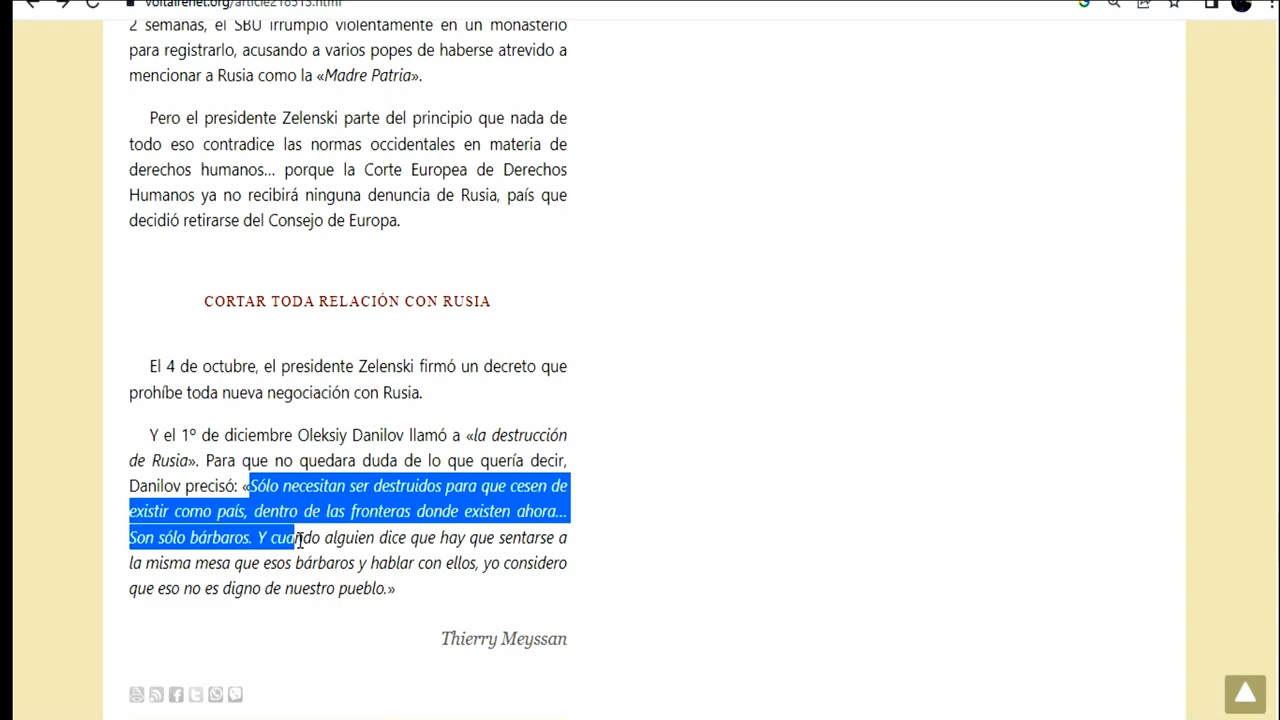 voltairenet.org/article218513.html
2 semanas, el SBU irrumpió violentamente en un monasterio
para registrarlo, acusando a varios popes de haberse atrevido a
mencionar a Rusia como la «Madre Patria».
Pero el presidente Zelenski parte del principio que nada de
todo eso contradice las normas occidentales en materia de
derechos humanos... porque la Corte Europea de Derechos
Humanos ya no recibirá ninguna denuncia de Rusia, país que
decidió retirarse del Consejo de Europa.
CORTAR TODA RELACIÓN CON RUSIA
El 4 de octubre, el presidente Zelenski firmó un decreto que
prohíbe toda nueva negociación con Rusia.
Y el 1º de diciembre Oleksiy Danilov llamó a «la destrucción
de Rusia». Para que no quedara duda de lo que quería decir,
Danilov precisó: «Sólo necesitan ser destruidos para que cesen de
existir como país, dentro de las fronteras donde existen ahora...
Son sólo bárbaros. Y cuando alguien dice que hay que sentarse a
la misma mesa que esos bárbaros y hablar con ellos, yo considero
que eso no es digno de nuestro pueblo.»
Thierry Meyssan